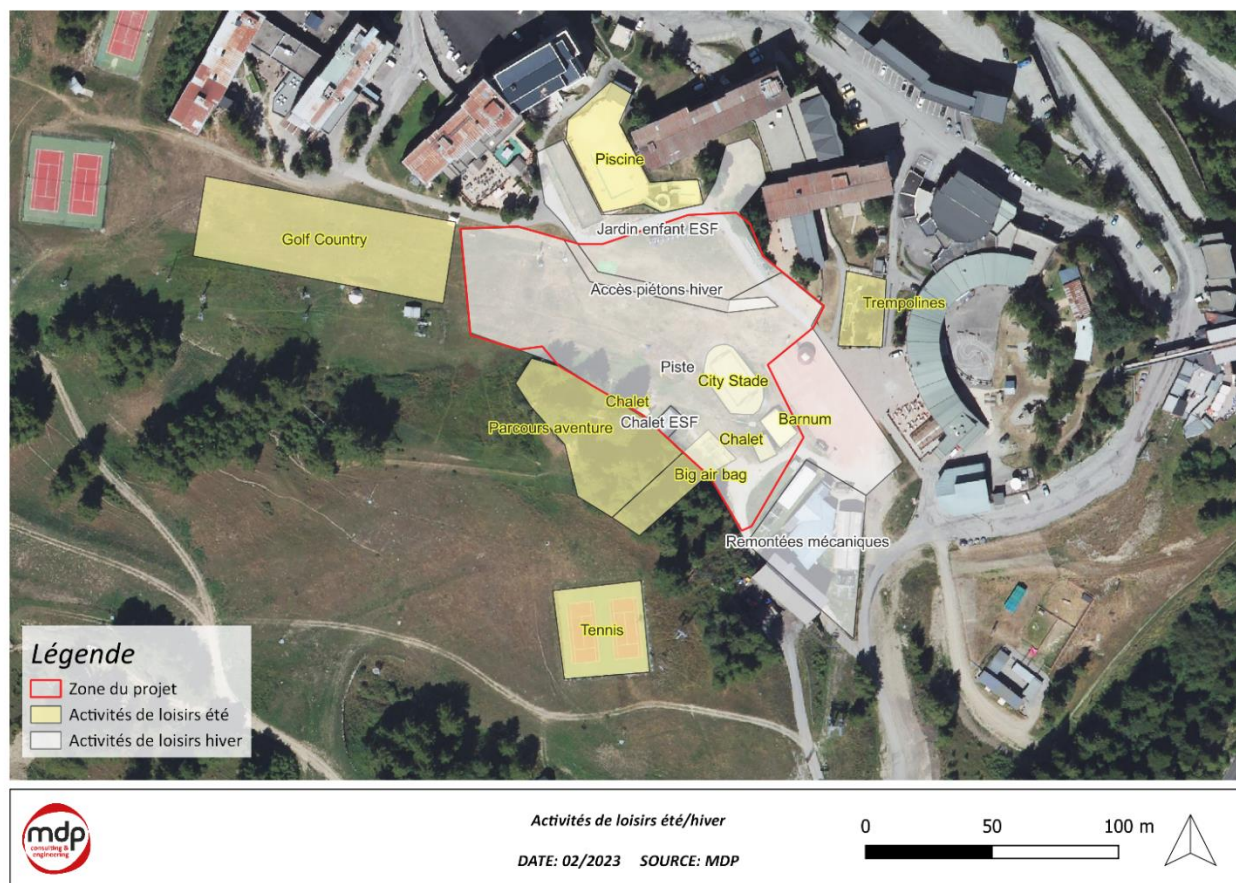 Piscine
Jardin enfant ESF
Golf Country
Accès piétons hiver
Trempolines
Piste
City Stade
Chalet
Chalet ESF
Parcours aventure
Barnum
Chalet
Big air bag
Remontées mécaniques
Tennis
Légende
Zone du projet
Activités de loisirs été
Activités de loisirs hiver
mdp
consulting &
engineering
Activités de loisirs été/hiver
DATE: 02/2023 SOURCE: MDP
0 50 100 m